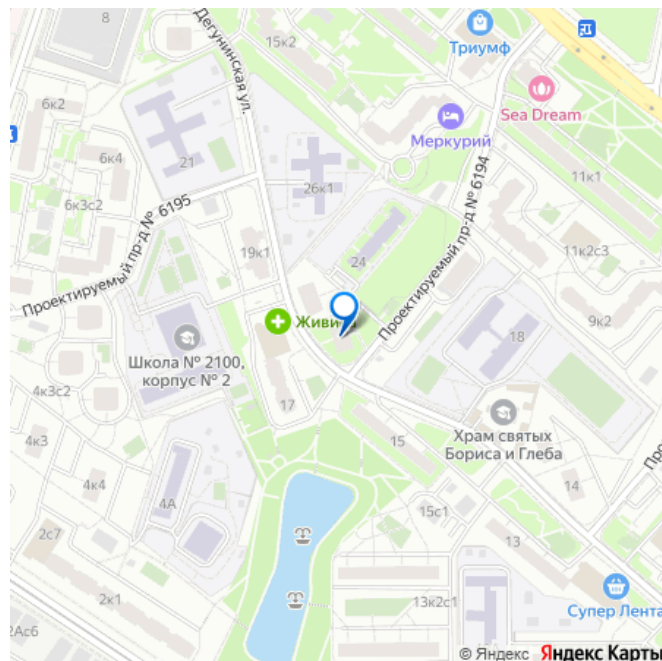 8
15к2
Триумф
Дегунинская ул.
Sea Dream
6к2
Меркурий
6к4
21
11к1
6к3с2
26к1
Проектируемый пр-д № 6195
Проектируемый пр-д № 6194
19к1
24
11к2с3
Живи
9к2
18
Школа № 2100,
корпус № 2
4к3с2
17
15
Храм святых
Бориса и Глеба
4к3
4к4
4А
14
15с1
2с7
13
2к1
13к2с1
Супер Лента
2Ас6
© Яндекс Яндекс Карты